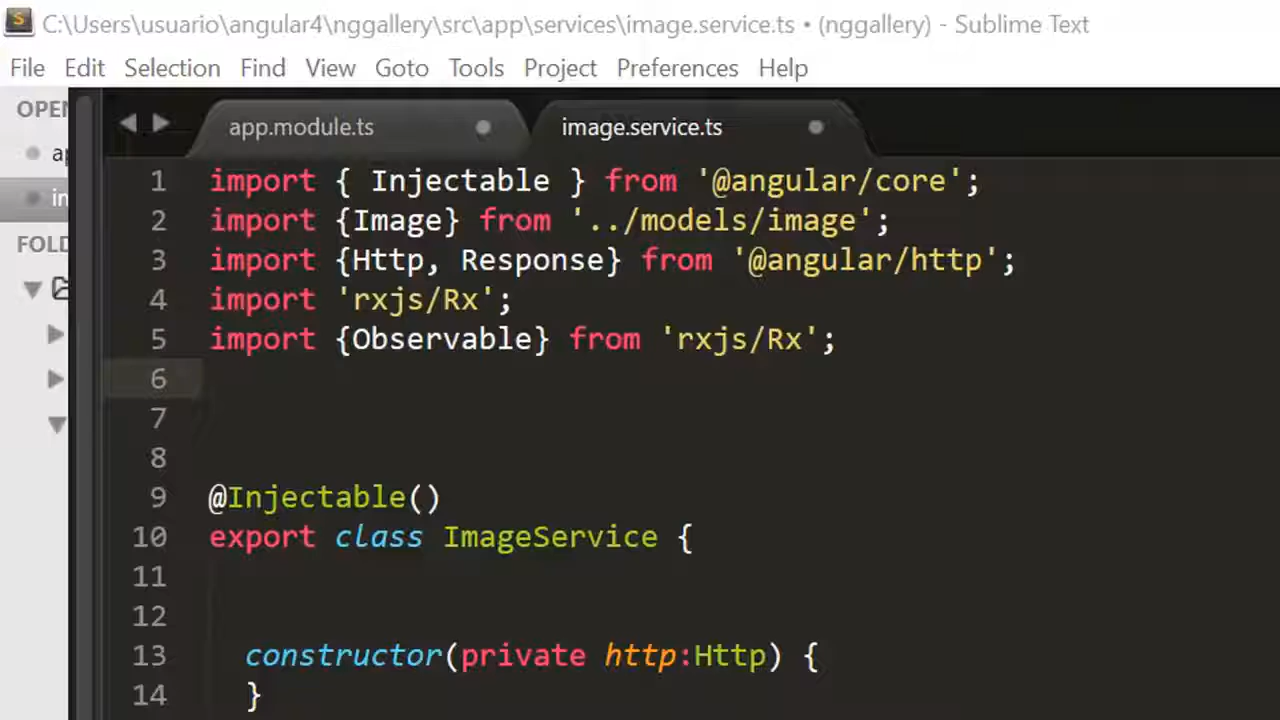 C:\Users\usuario\angular4\nggallery\src\app\services\image.service.ts • (nggallery) - Sublime Text
File Edit Selection Find View Goto Tools Project Preferences Help
OPEN
app.module.ts
image.service.ts
FOLD
1 import { Injectable } from '@angular/core';
2 import {Image} from '../models/image';
3 import {Http, Response} from '@angular/http';
4 import 'rxjs/Rx';
5 import {Observable} from 'rxjs/Rx';
6
7
8
9 @Injectable()
10 export class ImageService {
11
12
13 constructor(private http:Http) {
14 }